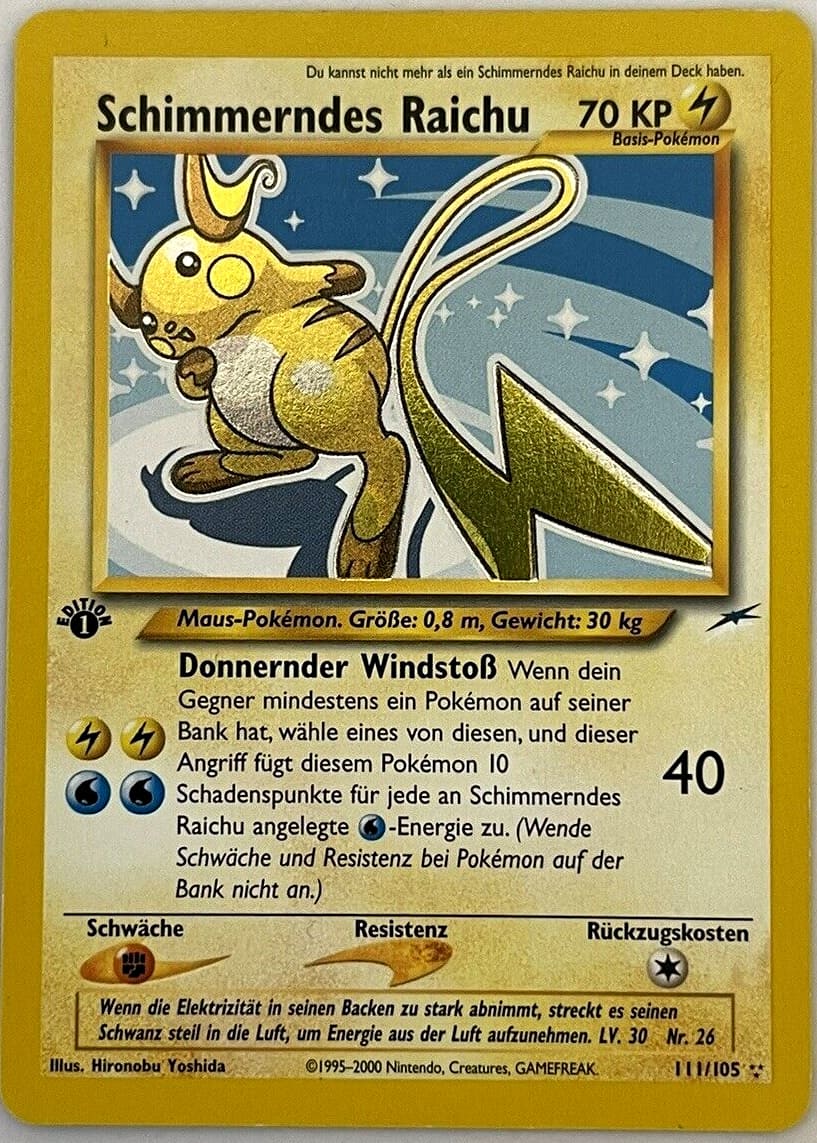 Du kannst nicht mehr als ein Schimmerndes Raichu in deinem Deck haben.
Schimmerndes Raichu 70 KP
Basis-Pokémon
EDITION
1
Maus-Pokémon. Größe: 0,8 m, Gewicht: 30 kg
Donnernder Windstoß Wenn dein
Gegner mindestens ein Pokémon auf seiner
Bank hat, wähle eines von diesen, und dieser
Angriff fügt diesem Pokémon 10
40
Schadenspunkte für jede an Schimmerndes
Raichu angelegte -Energie zu. (Wende
Schwäche und Resistenz bei Pokémon auf der
Bank nicht an.)
Schwäche Resistenz Rückzugskosten
Wenn die Elektrizität in seinen Backen zu stark abnimmt, streckt es seinen
Schwanz steil in die Luft, um Energie aus der Luft aufzunehmen. LV. 30 Nr. 26
Illus. Hironobu Yoshida ©1995-2000 Nintendo, Creatures, GAMEFREAK. 111/105